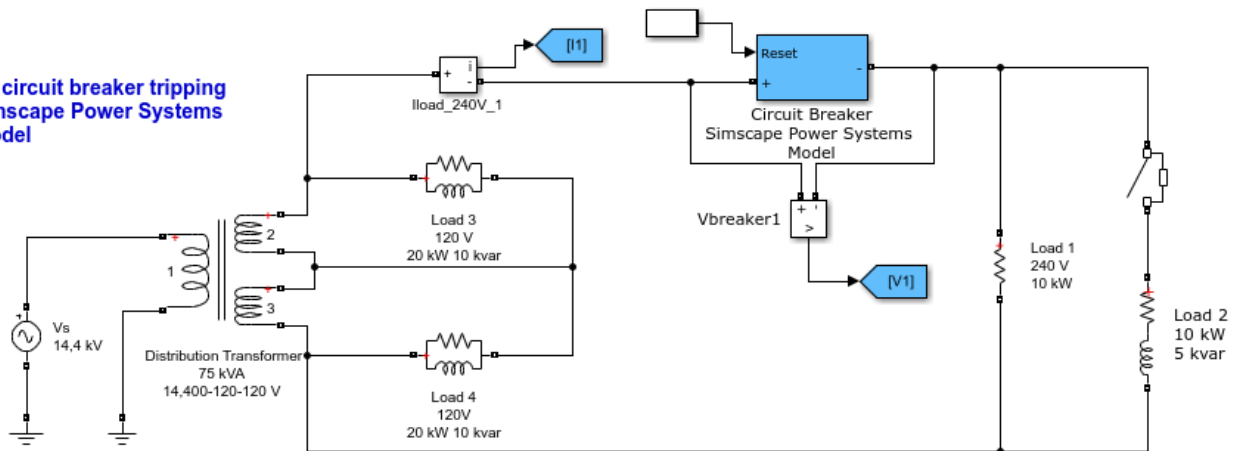 circuit breaker tripping
Power Systems
[I1]
i
+
-
Iload_240V_1
Reset
+
-
Circuit Breaker
Simscape Power Systems
Model
+ -
>
Vbreaker1
[V1]
+
Load 3
120 V
20 kW 10 kvar
+
1
+
2
+
3
+
Vs
14,4 kV
Distribution Transformer
75 kVA
14,400-120-120 V
+
Load 4
120V
20 kW 10 kvar
+
Load 1
240 V
10 kW
+
Load 2
10 kW
5 kvar